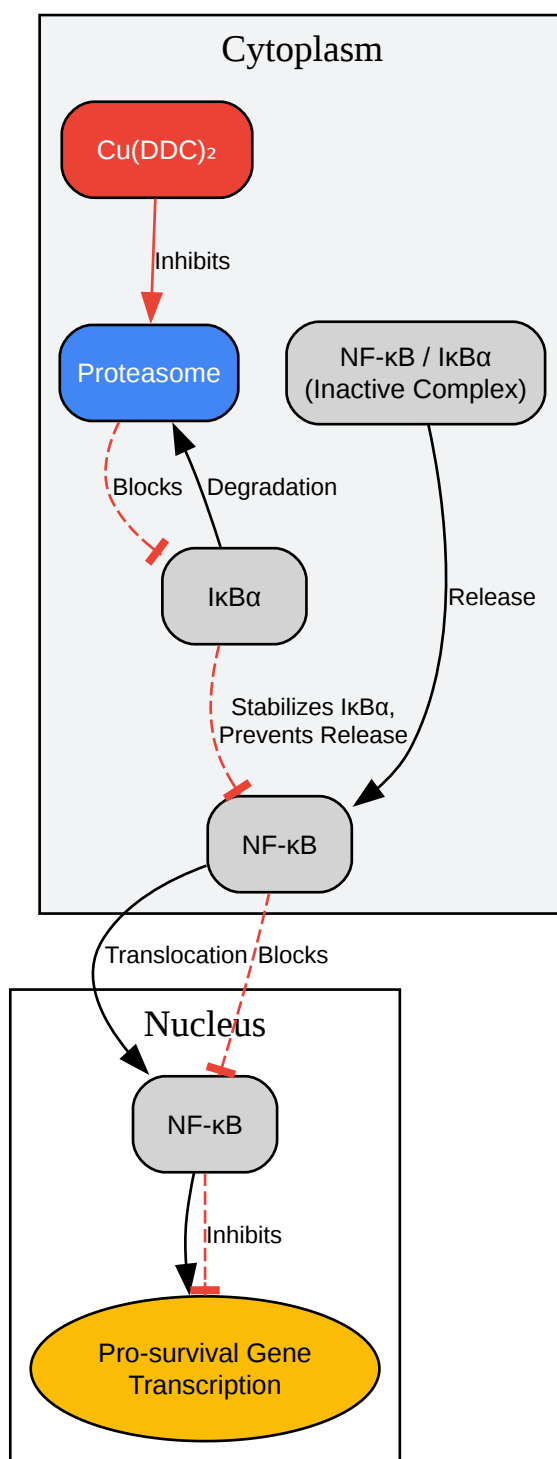 Cytoplasm
Cu(DDC)₂
Inhibits
Proteasome
NF-κB / IκBα
(Inactive Complex)
Blocks
Degradation
IκBα
Release
Stabilizes IκBα,
Prevents Release
NF-κB
Translocation
Blocks
Nucleus
NF-κB
Inhibits
Pro-survival Gene
Transcription